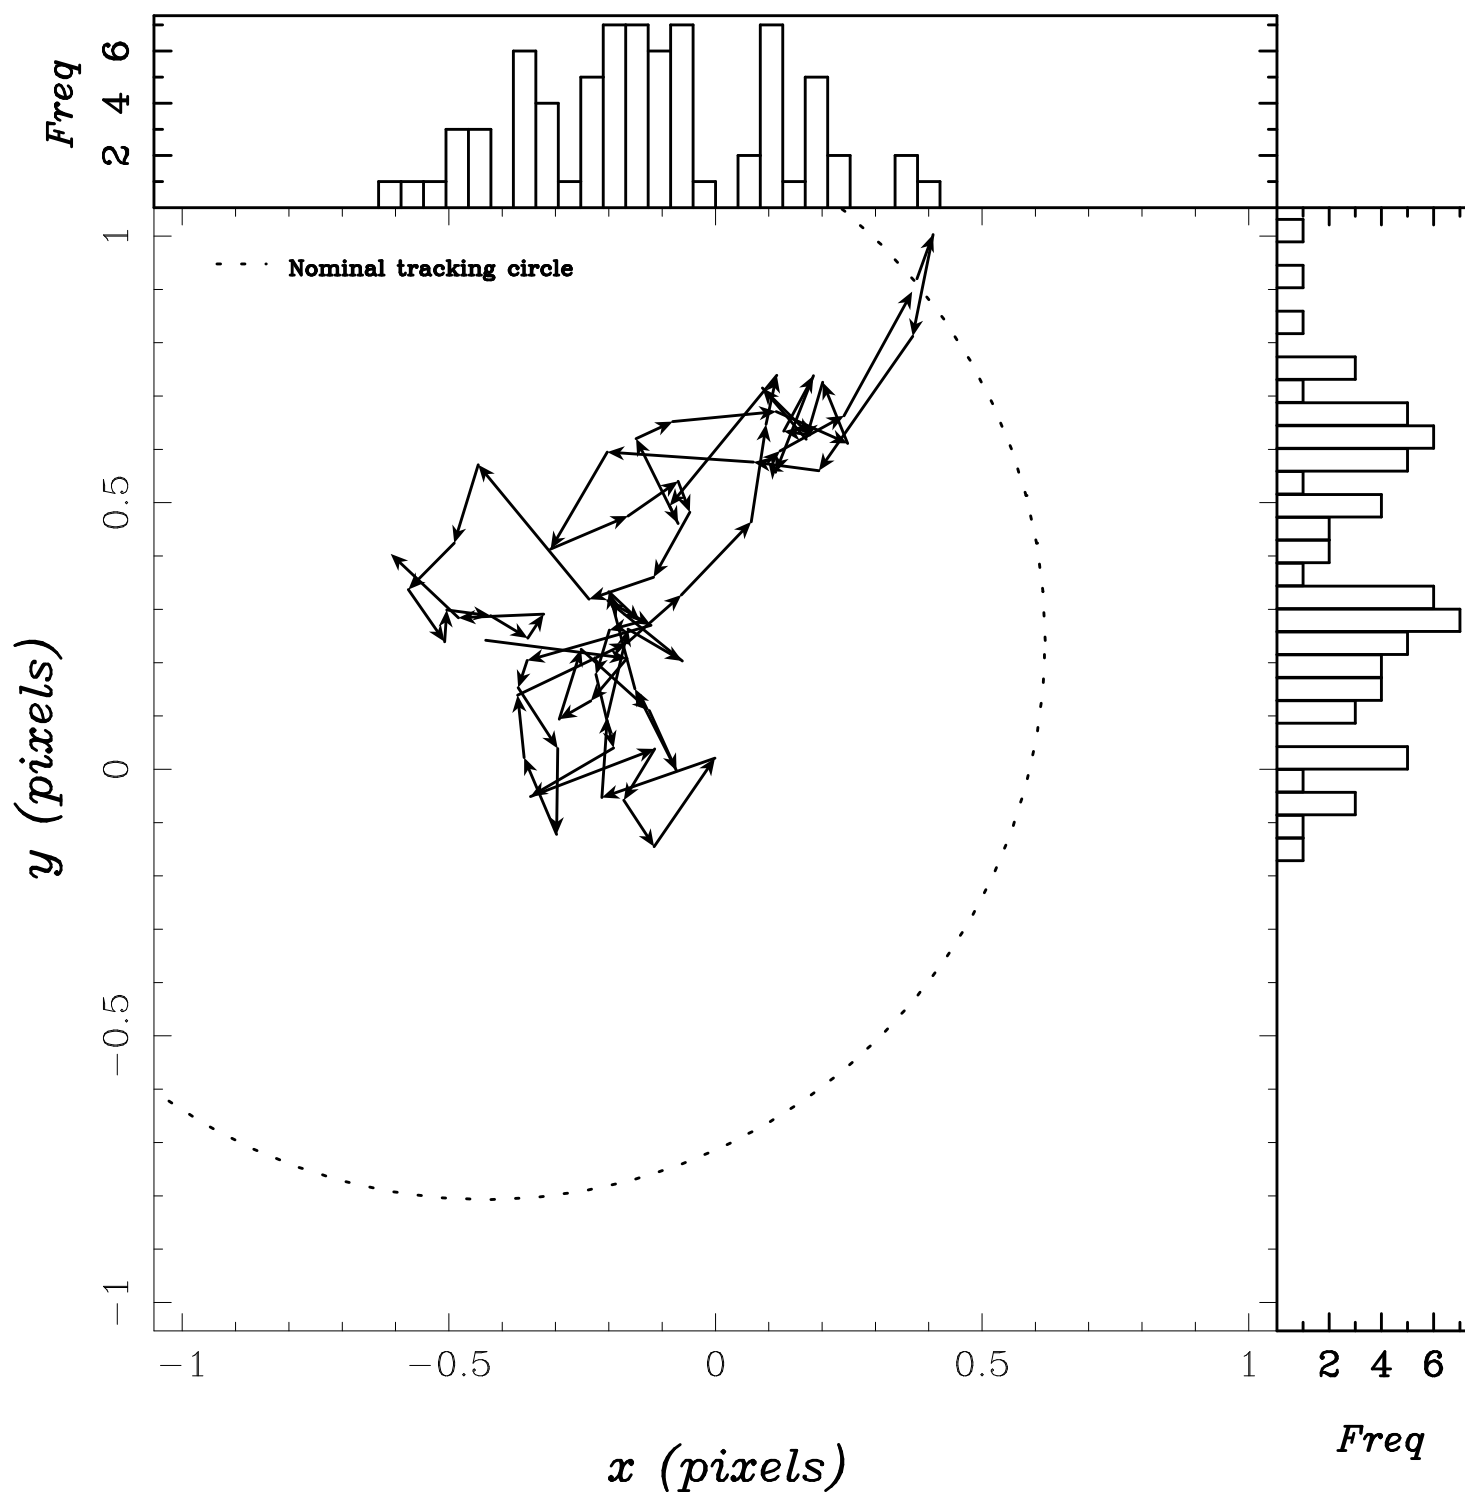 Freq
6
4
2
1
0.5
0
−0.5
−1
Nominal tracking circle
y (pixels)
−1 −0.5 0 0.5 1
2 4 6
x (pixels)
Freq